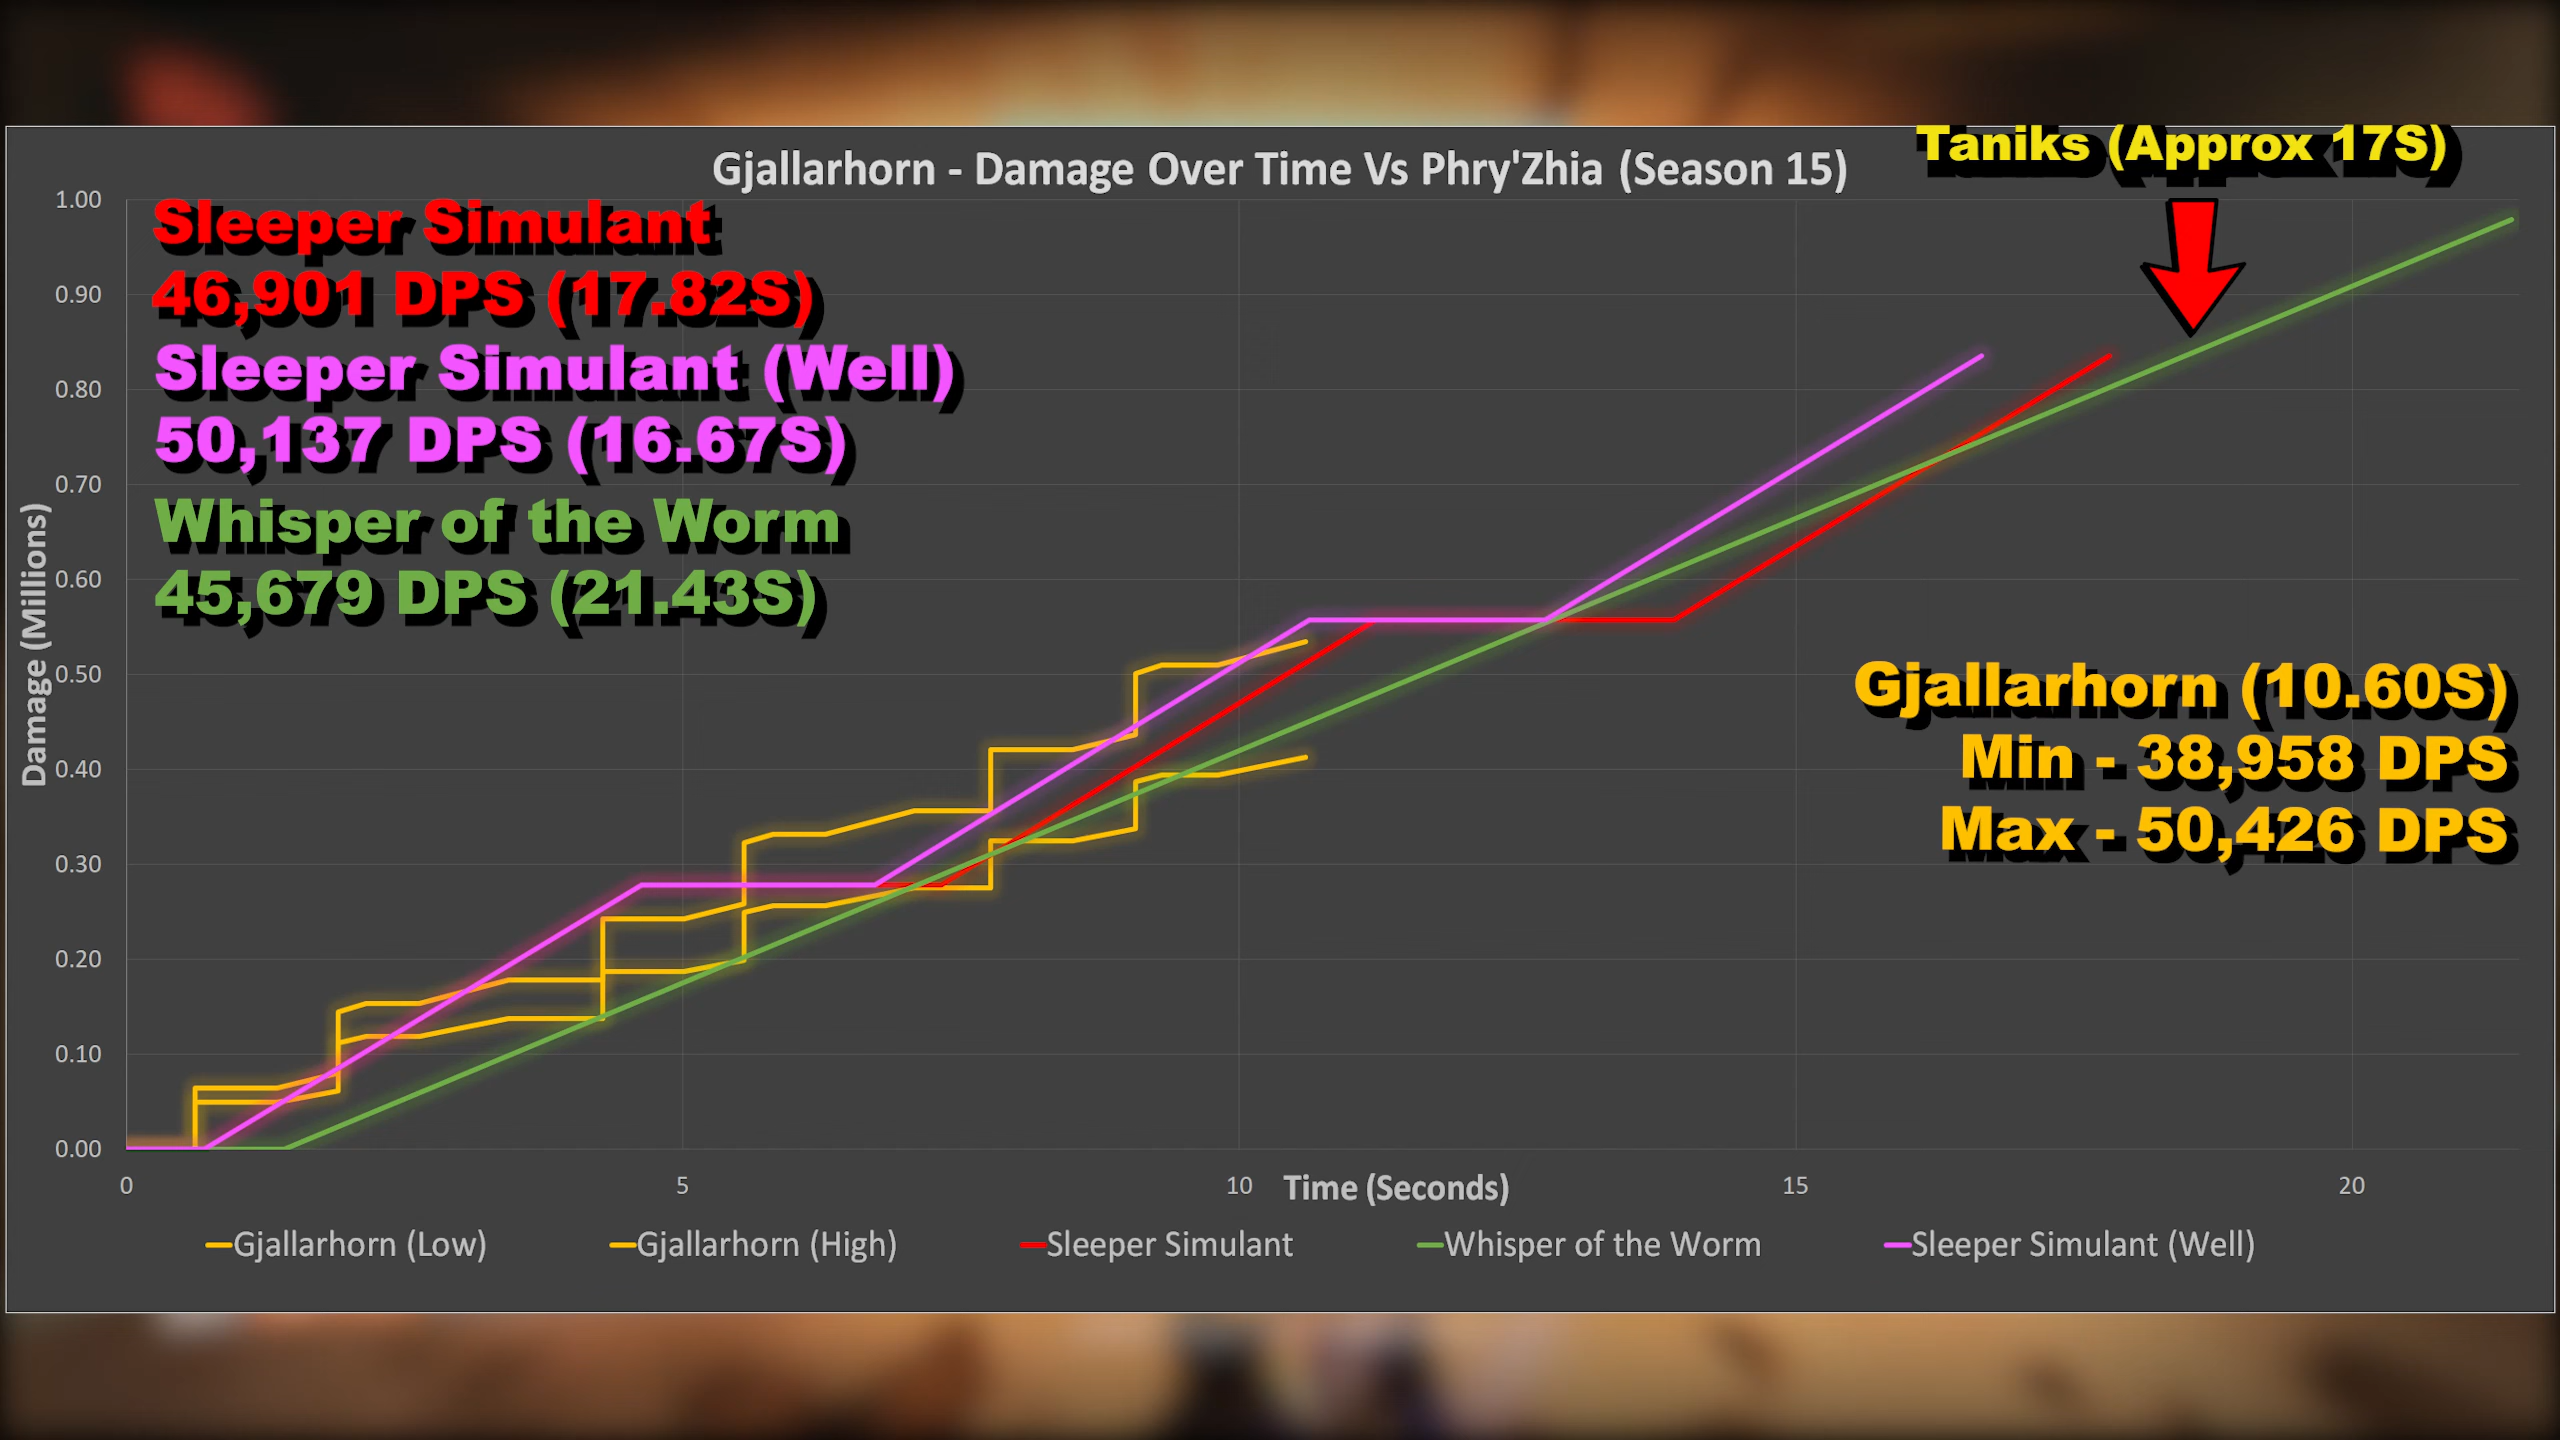 Taniks (Approx 17S)
Gjallarhorn - Damage Over Time Vs Phry'Zhia (Season 15)
Sleeper Simulant
46,901 DPS (17.82S)
Sleeper Simulant (Well)
50,137 DPS (16.67S)
Whisper of the Worm
45,679 DPS (21.43S)
Gjallarhorn (10.60S)
Min - 38,958 DPS
Max - 50,426 DPS
Damage (Millions)
1.00
0.90
0.80
0.70
0.60
0.50
0.40
0.30
0.20
0.10
0.00
0 5 10 15 20
Time (Seconds)
Gjallarhorn (Low) Gjallarhorn (High) Sleeper Simulant Whisper of the Worm Sleeper Simulant (Well)